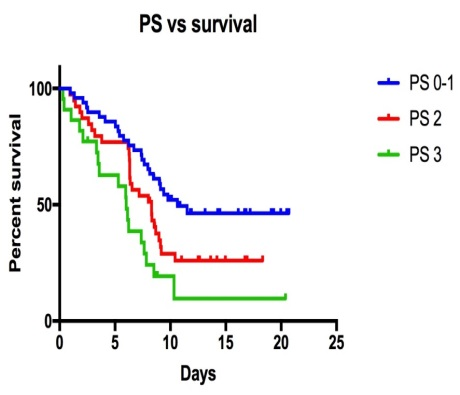 PS vs survival
PS 0-1
PS 2
PS 3
Percent survival
100
50
0
0 5 10 15 20 25
Days